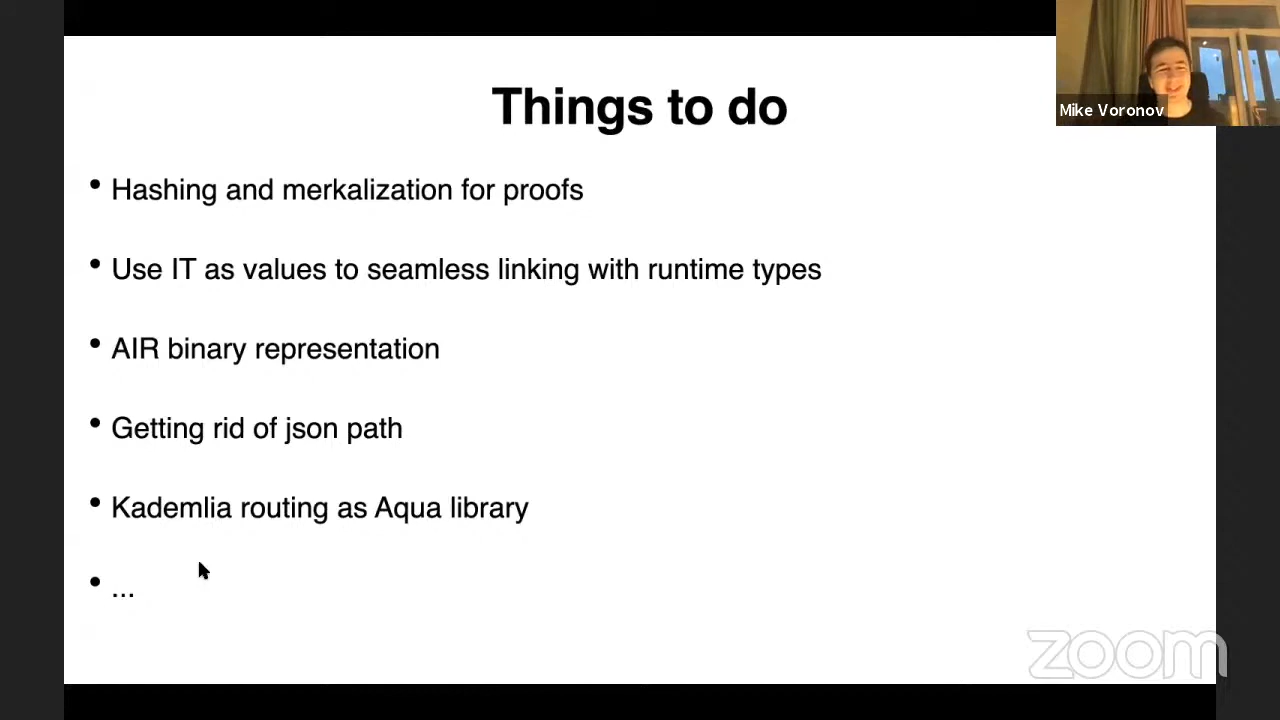 Things to do
Mike Voronov
• Hashing and merkalization for proofs
• Use IT as values to seamless linking with runtime types
• AIR binary representation
• Getting rid of json path
• Kademlia routing as Aqua library
• ...
zoom